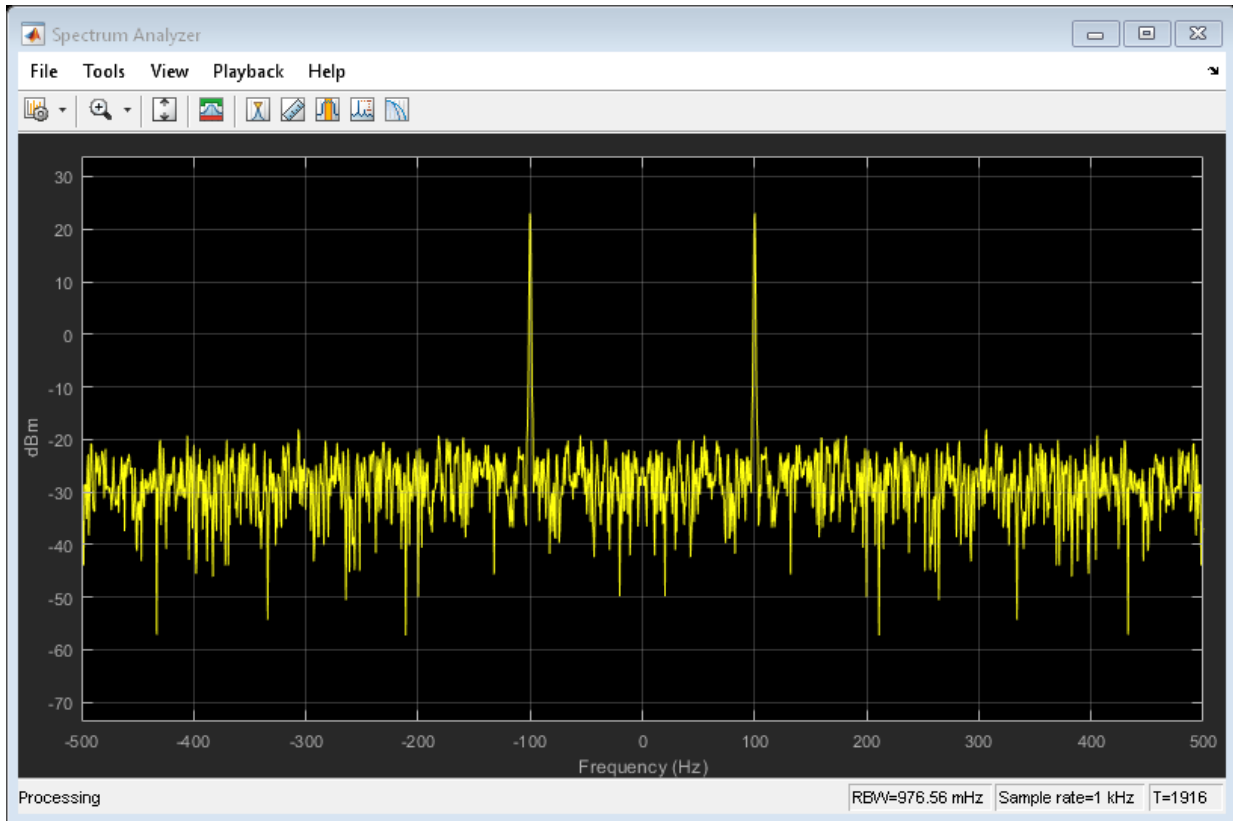 Spectrum Analyzer
File Tools View Playback Help
30
20
10
0
-10
-20
-30
-40
-50
-60
-70
dBm
-500 -400 -300 -200 -100 0 100 200 300 400 500
Frequency (Hz)
Processing RBW=976.56 mHz Sample rate=1 kHz T=1916